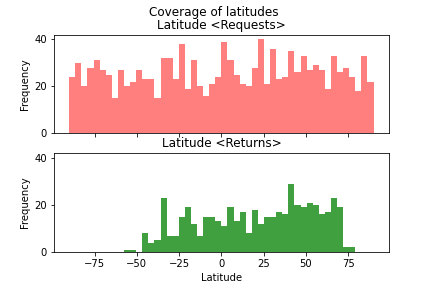 Coverage of latitudes
Latitude <Requests>
40
20
0
Frequency
Latitude <Returns>
40
20
0
Frequency
−75 −50 −25 0 25 50 75
Latitude